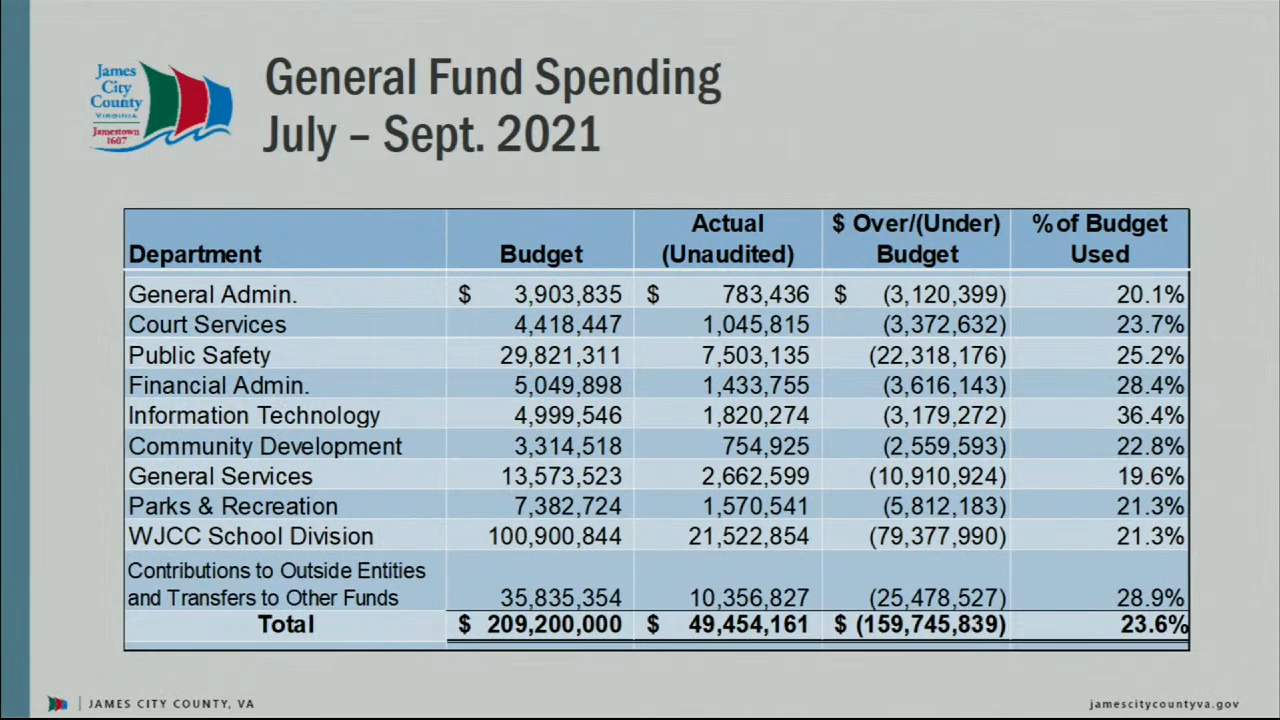 James
City
County
VIRGINIA
Jamestown
1607
General Fund Spending
July – Sept. 2021
Department Budget Actual (Unaudited) $ Over/(Under) Budget % of Budget Used
General Admin. $ 3,903,835 $ 783,436 $ (3,120,399) 20.1%
Court Services 4,418,447 1,045,815 (3,372,632) 23.7%
Public Safety 29,821,311 7,503,135 (22,318,176) 25.2%
Financial Admin. 5,049,898 1,433,755 (3,616,143) 28.4%
Information Technology 4,999,546 1,820,274 (3,179,272) 36.4%
Community Development 3,314,518 754,925 (2,559,593) 22.8%
General Services 13,573,523 2,662,599 (10,910,924) 19.6%
Parks & Recreation 7,382,724 1,570,541 (5,812,183) 21.3%
WJCC School Division 100,900,844 21,522,854 (79,377,990) 21.3%
Contributions to Outside Entities
and Transfers to Other Funds 35,835,354 10,356,827 (25,478,527) 28.9%
Total $ 209,200,000 $ 49,454,161 $ (159,745,839) 23.6%
JAMES CITY COUNTY, VA jamescitycountyva.gov